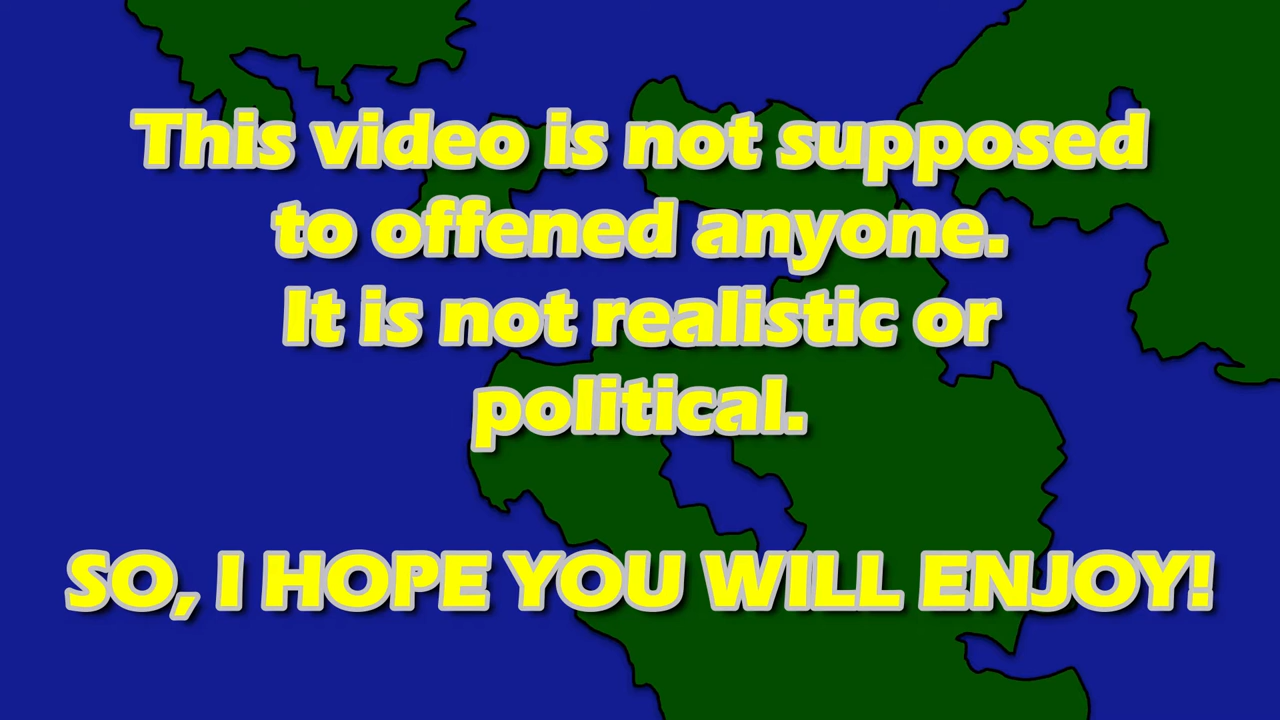 This video is not supposed
to offened anyone.
It is not realistic or
political.
SO, I HOPE YOU WILL ENJOY!